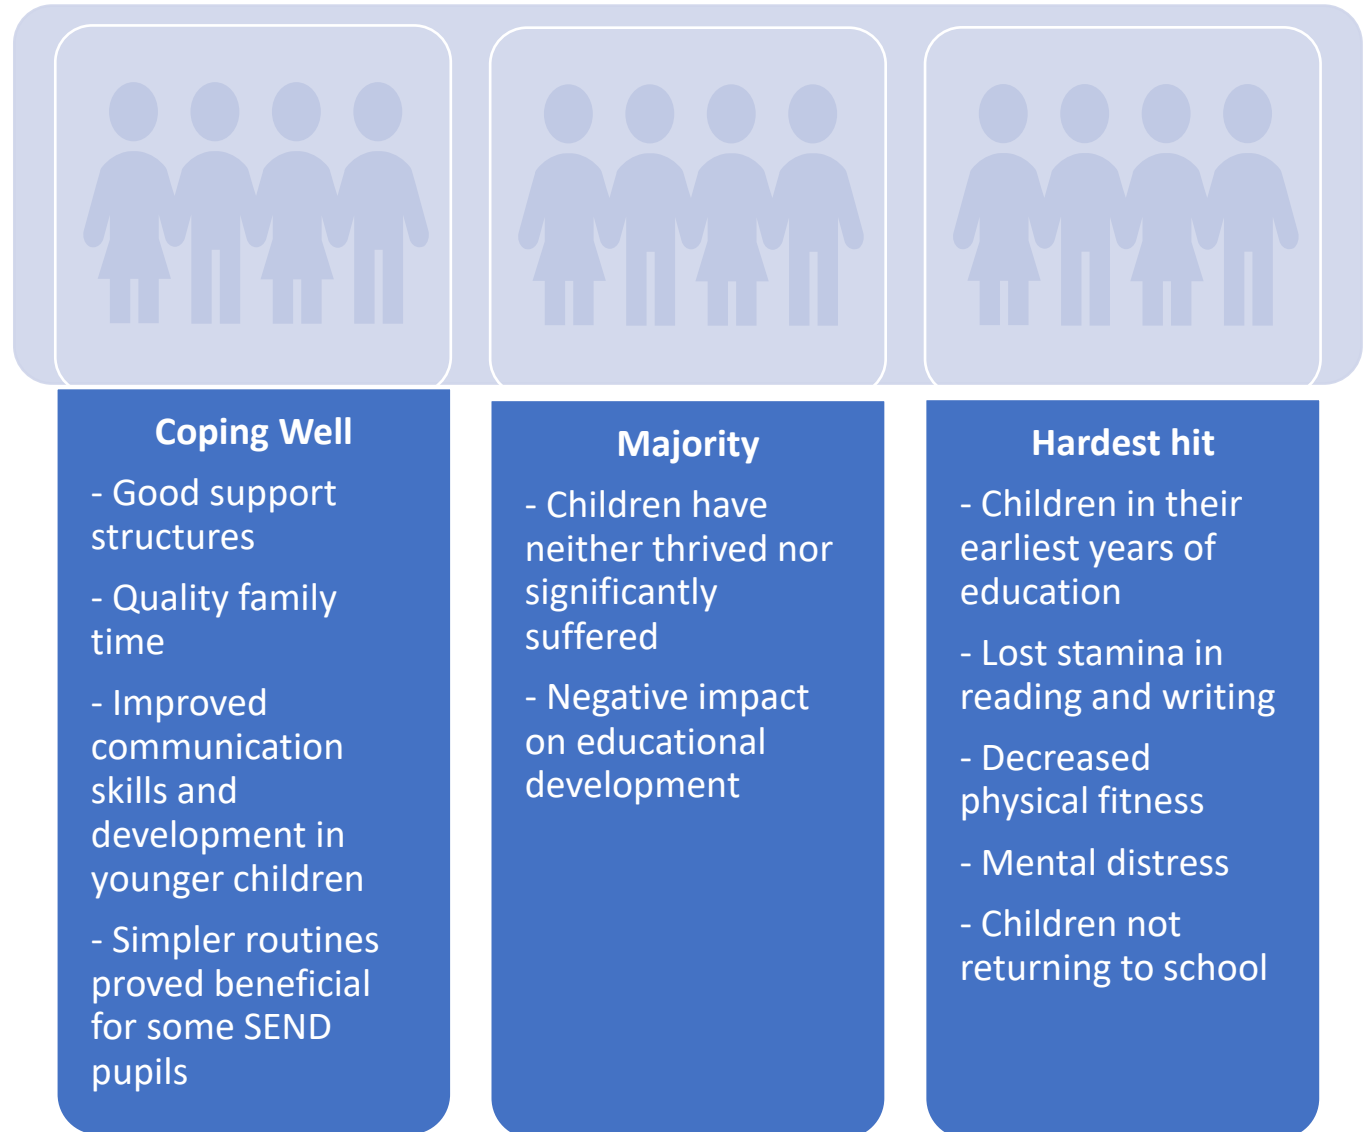 Coping Well
- Good support
structures
- Quality family
time
- Improved
communication
skills and
development in
younger children
- Simpler routines
proved beneficial
for some SEND
pupils
Majority
- Children have
neither thrived nor
significantly
suffered
- Negative impact
on educational
development
Hardest hit
- Children in their
earliest years of
education
- Lost stamina in
reading and writing
- Decreased
physical fitness
- Mental distress
- Children not
returning to school